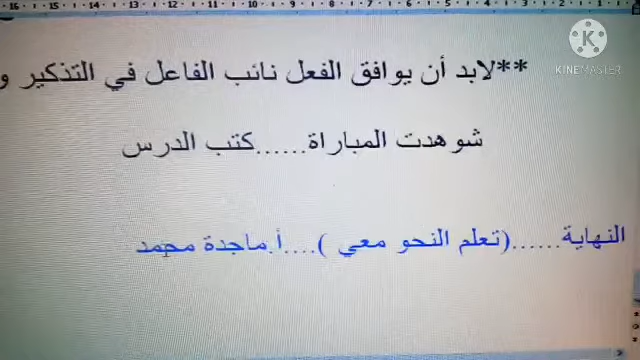 **لابد أن يوافق الفعل نائب الفاعل في التذكير و
شوهدت المباراة......كتب الدرس
النهاية......(تعلم النحو معي )....أ.ماجدة محمد
KINEMASTER